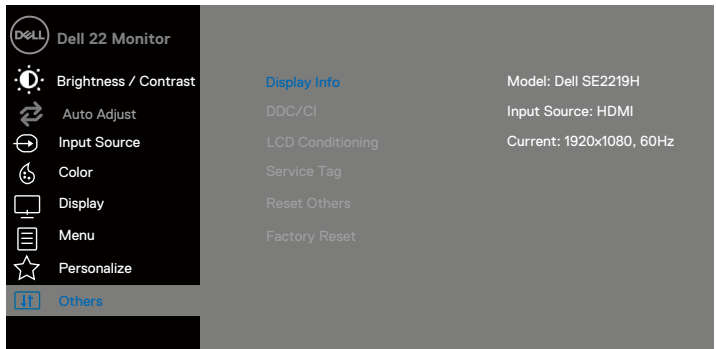 DELL
Dell 22 Monitor
Brightness / Contrast
Auto Adjust
Input Source
Color
Display
Menu
Personalize
Others
Display Info
DDC/CI
LCD Conditioning
Service Tag
Reset Others
Factory Reset
Model: Dell SE2219H
Input Source: HDMI
Current: 1920x1080, 60Hz